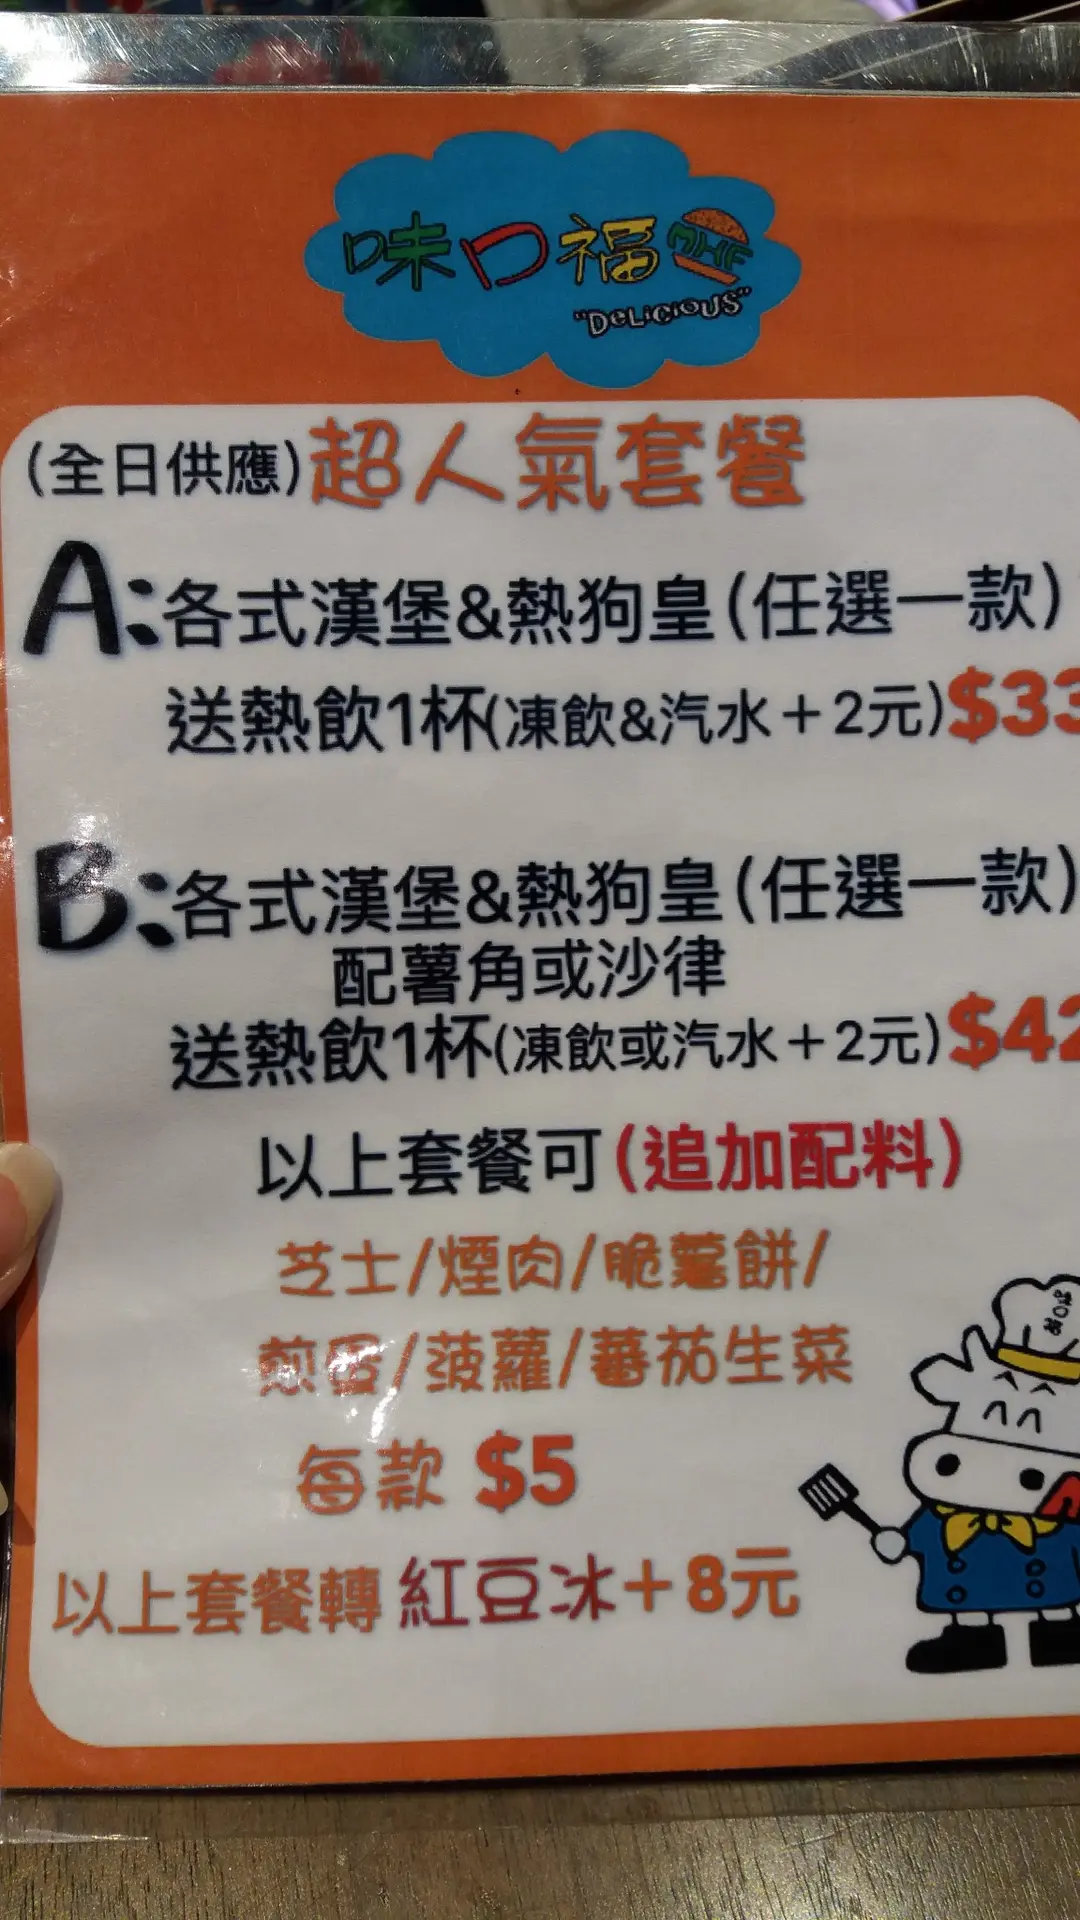 味口福
"DELiCiOUS"
(全日供應)超人氣套餐
A:各式漢堡&熱狗皇(任選一款)
送熱飲1杯(凍飲&汽水+2元)$33
B:各式漢堡&熱狗皇(任選一款)
配薯角或沙律
送熱飲1杯(凍飲或汽水+2元)$42
以上套餐可(追加配料)
芝士/煙肉/脆薯餅/
煎蛋/菠蘿/蕃茄生菜
每款 $5
以上套餐轉 紅豆冰+8元